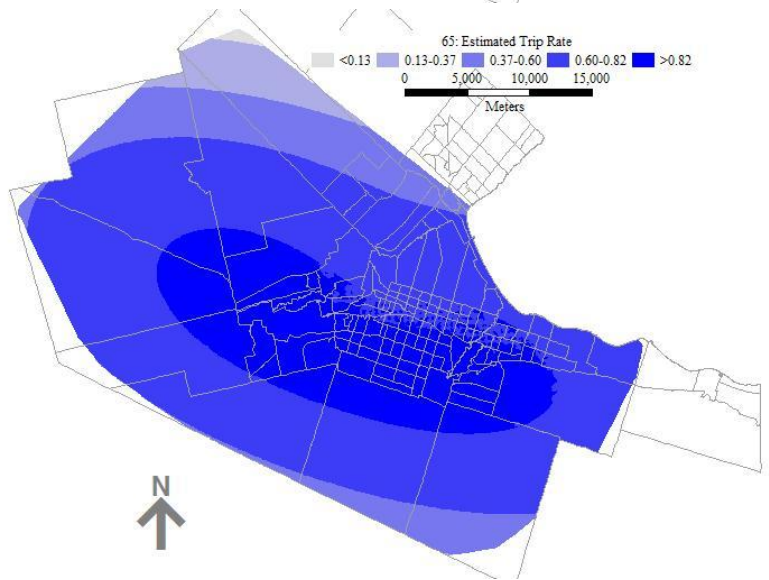 65: Estimated Trip Rate
<0.13 0.13-0.37 0.37-0.60 0.60-0.82 >0.82
0 5,000 10,000 15,000
Meters
N